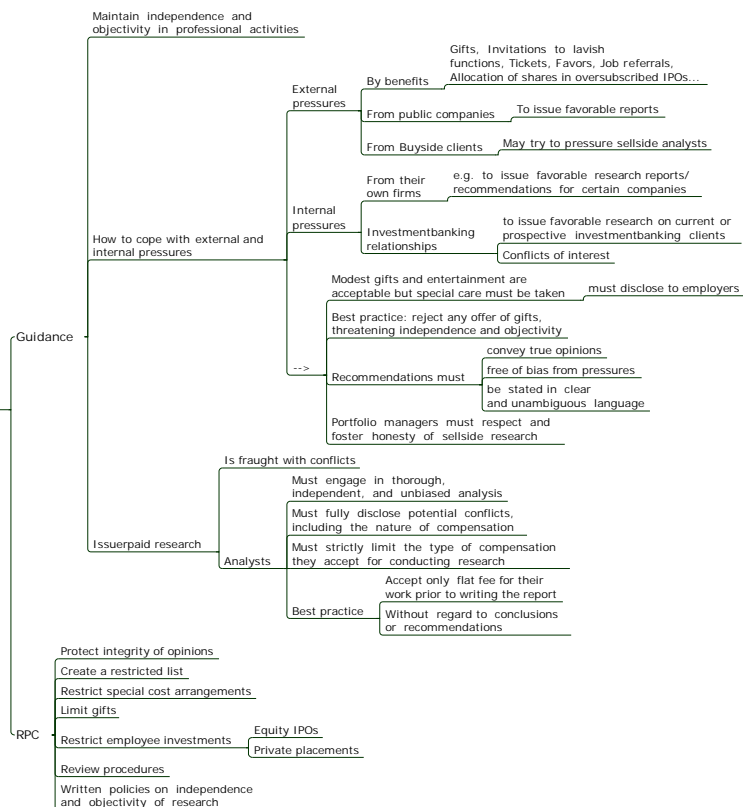 Maintain independence and
objectivity in professional activities
Gifts, Invitations to lavish
functions, Tickets, Favors, Job referrals,
Allocation of shares in oversubscribed IPOs...
By benefits
External
pressures
From public companies
To issue favorable reports
From Buyside clients
May try to pressure sellside analysts
From their
own firms
e.g. to issue favorable research reports/
recommendations for certain companies
Internal
pressures
Investmentbanking
relationships
to issue favorable research on current or
prospective investmentbanking clients
Conflicts of interest
How to cope with external and
internal pressures
Modest gifts and entertainment are
acceptable but special care must be taken
must disclose to employers
Best practice: reject any offer of gifts,
threatening independence and objectivity
-->
Recommendations must
convey true opinions
free of bias from pressures
be stated in clear
and unambiguous language
Portfolio managers must respect and
foster honesty of sellside research
Guidance
Is fraught with conflicts
Issuerpaid research
Analysts
Must engage in thorough,
independent, and unbiased analysis
Must fully disclose potential conflicts,
including the nature of compensation
Must strictly limit the type of compensation
they accept for conducting research
Best practice
Accept only flat fee for their
work prior to writing the report
Without regard to conclusions
or recommendations
RPC
Protect integrity of opinions
Create a restricted list
Restrict special cost arrangements
Limit gifts
Restrict employee investments
Equity IPOs
Private placements
Review procedures
Written policies on independence
and objectivity of research